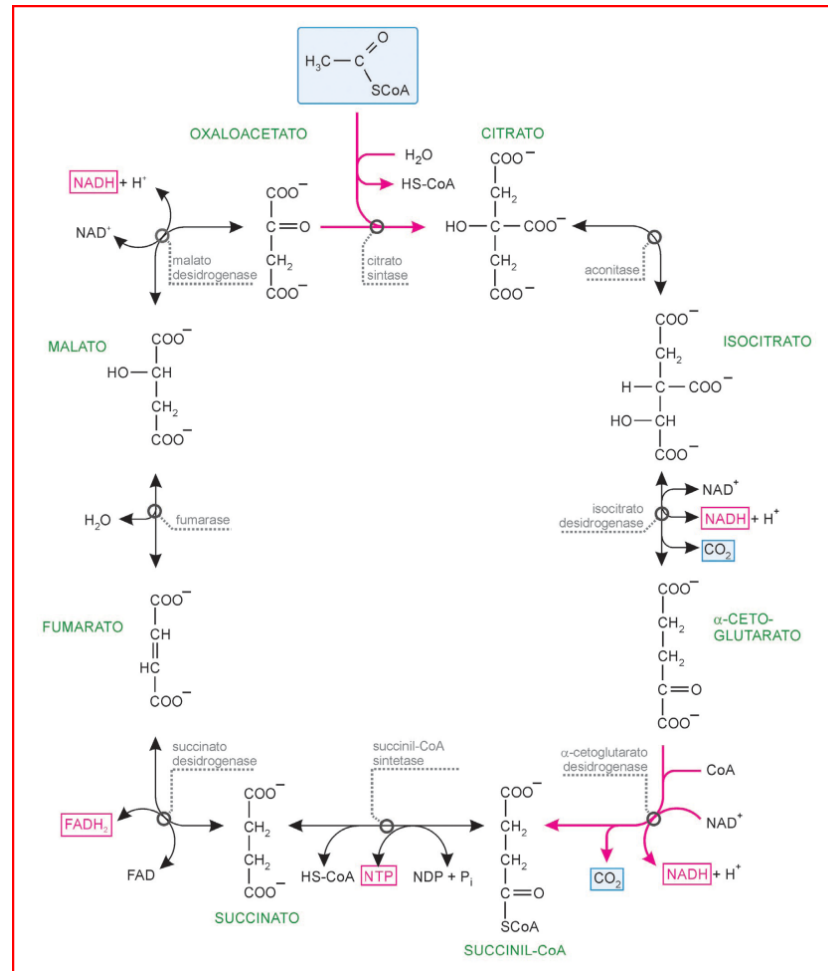 O
H₃C—C
SCoA
OXALOACETATO
CITRATO
H₂O
HS-CoA
NADH + H⁺
NAD⁺
malato
desidrogenase
COO⁻
C=O
CH₂
COO⁻
citrato
sintase
COO⁻
CH₂
HO—C—COO⁻
CH₂
COO⁻
aconitase
MALATO
COO⁻
HO—CH
CH₂
COO⁻
ISOCITRATO
COO⁻
CH₂
H—C—COO⁻
HO—CH
COO⁻
H₂O
fumarase
isocitrato
desidrogenase
NAD⁺
NADH + H⁺
CO₂
FUMARATO
COO⁻
CH
HC
COO⁻
α-CETO-
GLUTARATO
COO⁻
CH₂
CH₂
C=O
COO⁻
succinato
desidrogenase
succinil-CoA
sintetase
α-cetoglutarato
desidrogenase
CoA
NAD⁺
NADH + H⁺
CO₂
FADH₂
FAD
COO⁻
CH₂
CH₂
COO⁻
SUCCINATO
HS-CoA
NTP
NDP + Pᵢ
COO⁻
CH₂
CH₂
C=O
SCoA
SUCCINIL-CoA